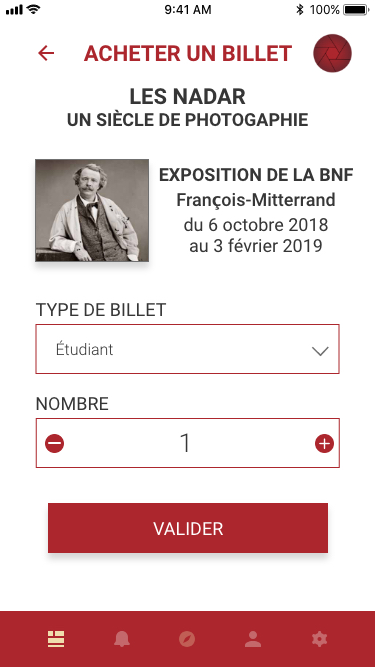 9:41 AM
100%
ACHETER UN BILLET
LES NADAR
UN SIÈCLE DE PHOTOGAPHIE
EXPOSITION DE LA BNF
François-Mitterrand
du 6 octobre 2018
au 3 février 2019
TYPE DE BILLET
Étudiant
NOMBRE
1
VALIDER